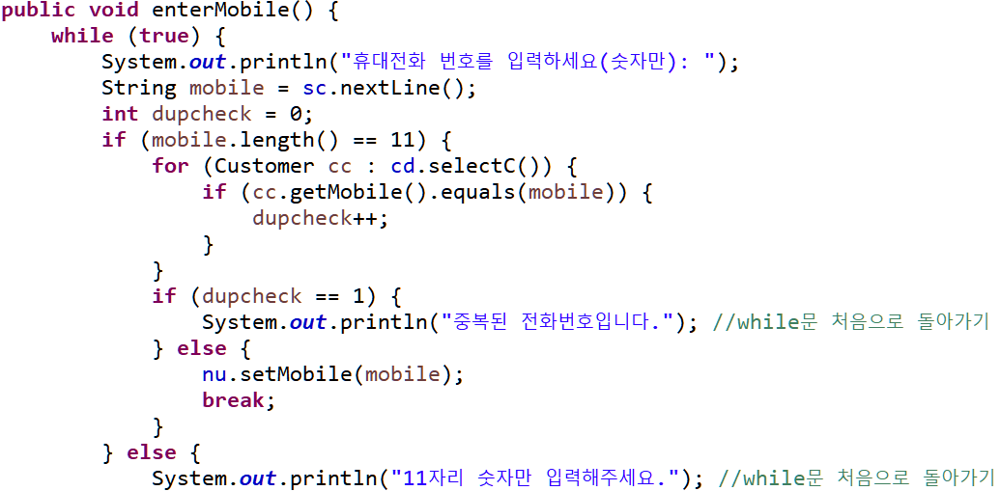 public void enterMobile() {
    while (true) {
        System.out.println("휴대전화 번호를 입력하세요(숫자만): ");
        String mobile = sc.nextLine();
        int dupcheck = 0;
        if (mobile.length() == 11) {
            for (Customer cc : cd.selectC()) {
                if (cc.getMobile().equals(mobile)) {
                    dupcheck++;
                }
            }
            if (dupcheck == 1) {
                System.out.println("중복된 전화번호입니다."); //while문 처음으로 돌아가기
            } else {
                nu.setMobile(mobile);
                break;
            }
        } else {
            System.out.println("11자리 숫자만 입력해주세요."); //while문 처음으로 돌아가기